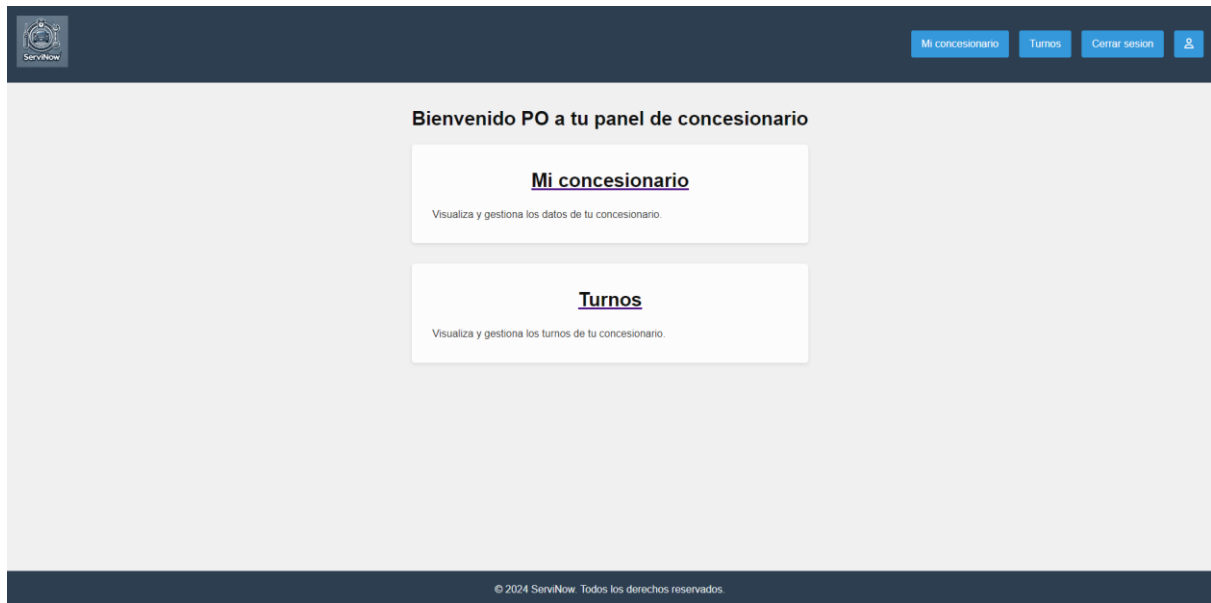 ServiNow
Mi concesionario
Turnos
Cerrar sesion
Bienvenido PO a tu panel de concesionario
Mi concesionario
Visualiza y gestiona los datos de tu concesionario.
Turnos
Visualiza y gestiona los turnos de tu concesionario.
© 2024 ServiNow. Todos los derechos reservados.